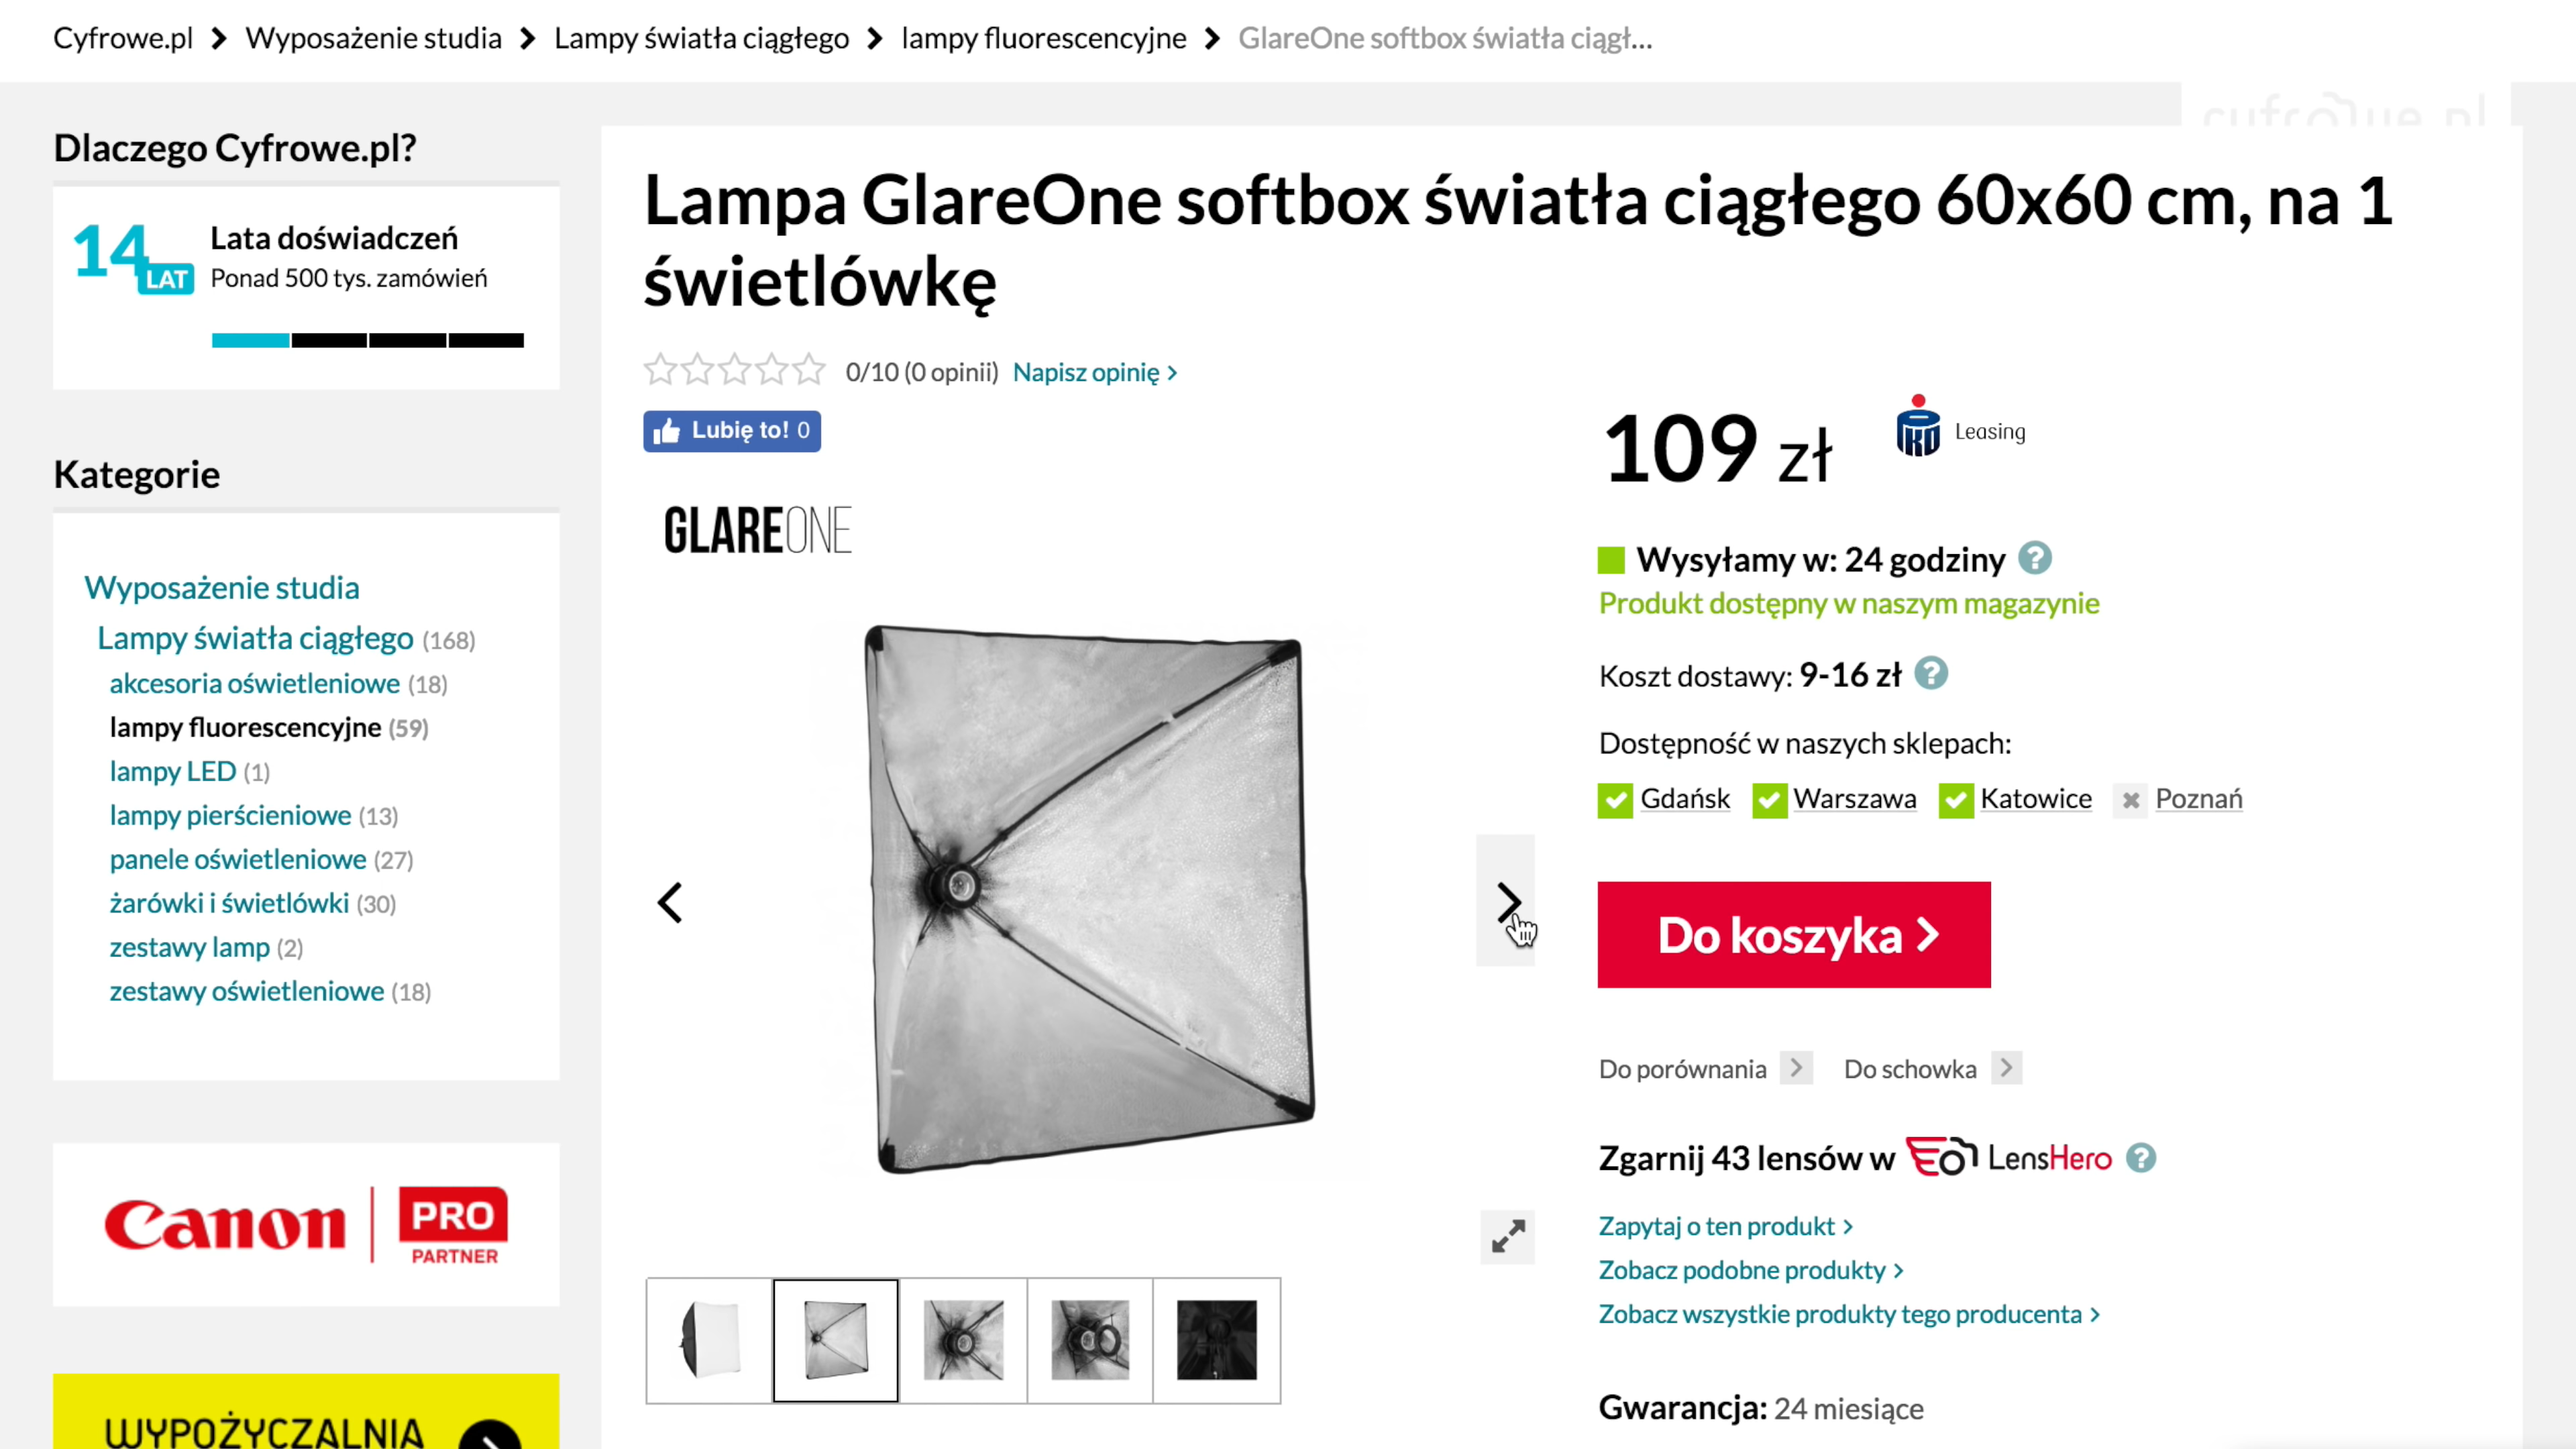 Cyfrowe.pl > Wyposażenie studia > Lampy światła ciągłego > lampy fluorescencyjne > GlareOne softbox światła ciągł...
cyfrowe.pl
Dlaczego Cyfrowe.pl?
14 LAT
Lata doświadczeń
Ponad 500 tys. zamówień
Kategorie
Wyposażenie studia
Lampy światła ciągłego (168)
akcesoria oświetleniowe (18)
lampy fluorescencyjne (59)
lampy LED (1)
lampy pierścieniowe (13)
panele oświetleniowe (27)
żarówki i świetlówki (30)
zestawy lamp (2)
zestawy oświetleniowe (18)
Canon PRO
PARTNER
WYPOŻYCZALNIA
Lampa GlareOne softbox światła ciągłego 60x60 cm, na 1
świetlówkę
0/10 (0 opinii) Napisz opinię >
Lubię to! 0
GLAREONE
109 zł
Leasing
Wysyłamy w: 24 godziny ?
Produkt dostępny w naszym magazynie
Koszt dostawy: 9-16 zł ?
Dostępność w naszych sklepach:
Gdańsk Warszawa Katowice Poznań
Do koszyka >
Do porównania > Do schowka >
Zgarnij 43 lensów w LensHero ?
Zapytaj o ten produkt >
Zobacz podobne produkty >
Zobacz wszystkie produkty tego producenta >
Gwarancja: 24 miesiące